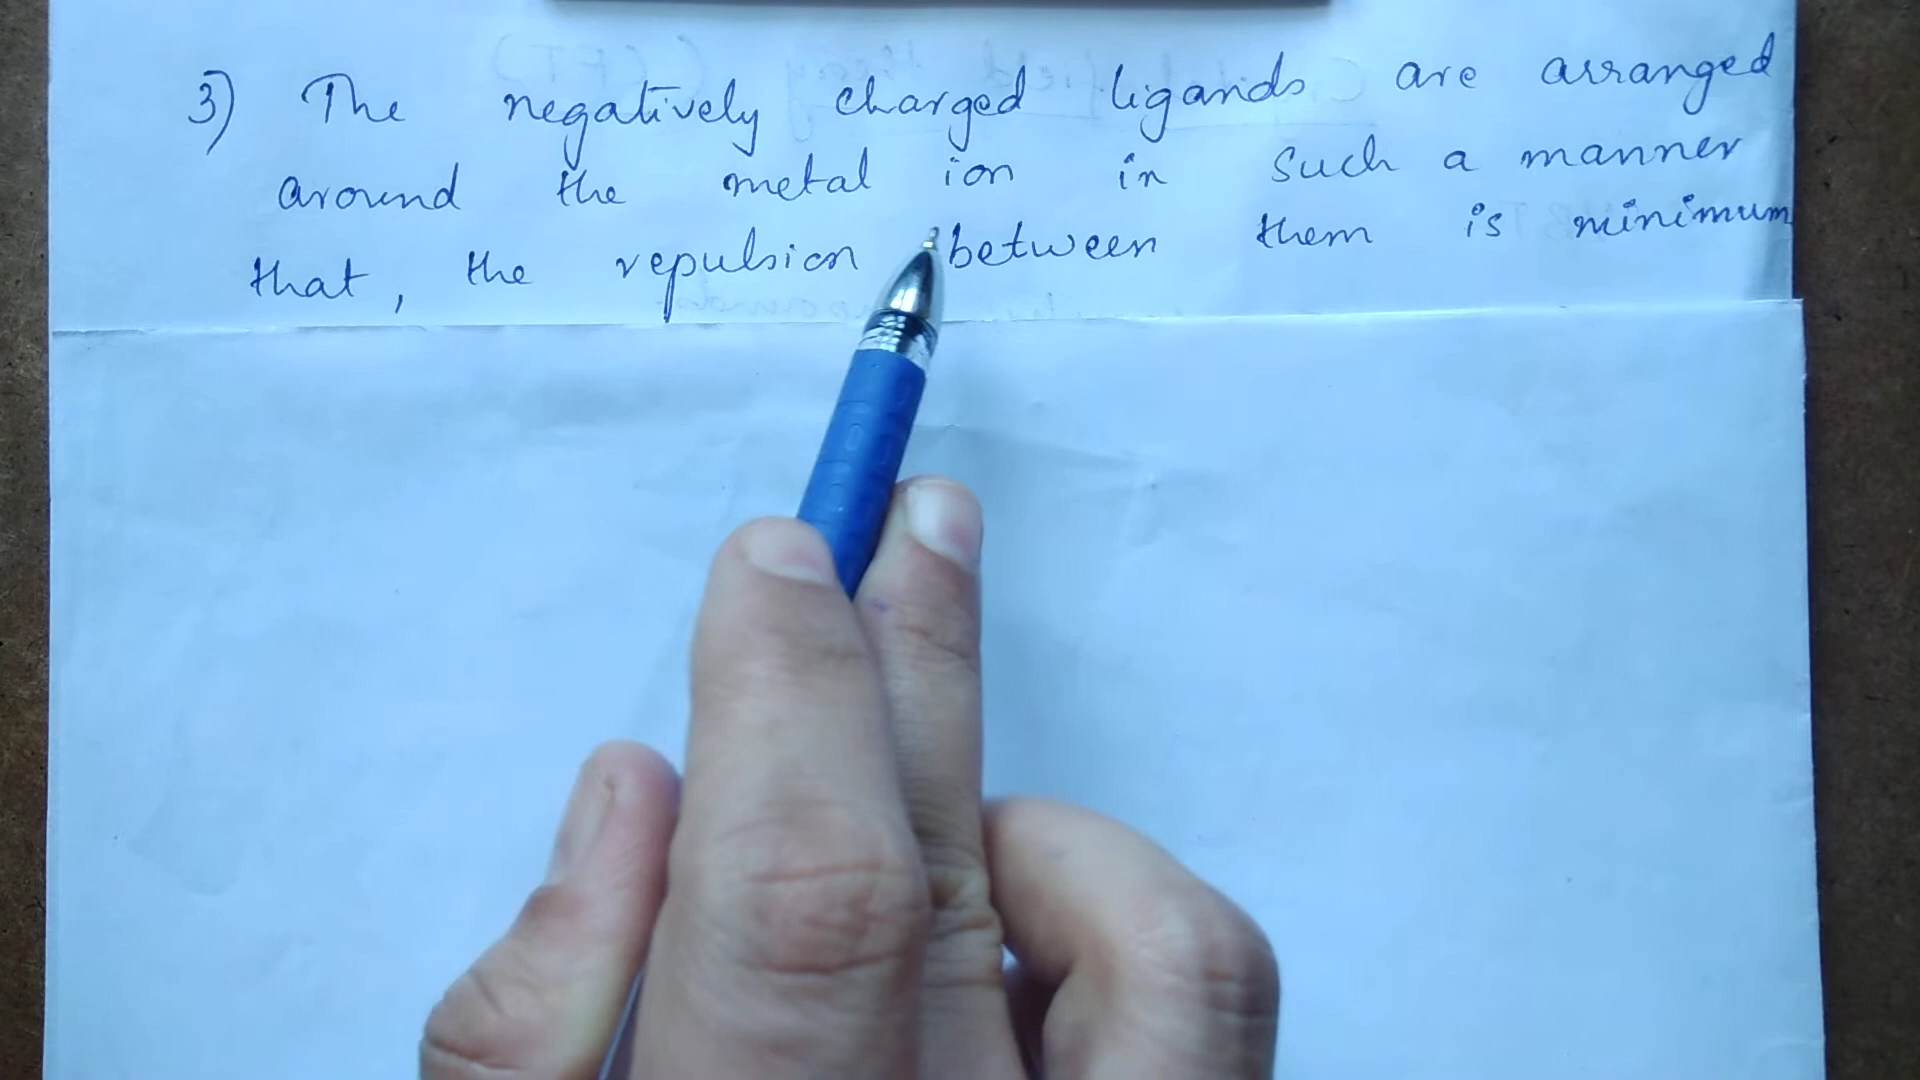 3) The negatively charged ligands are arranged
around the metal ion in such a manner
that, the repulsion between them is minimum